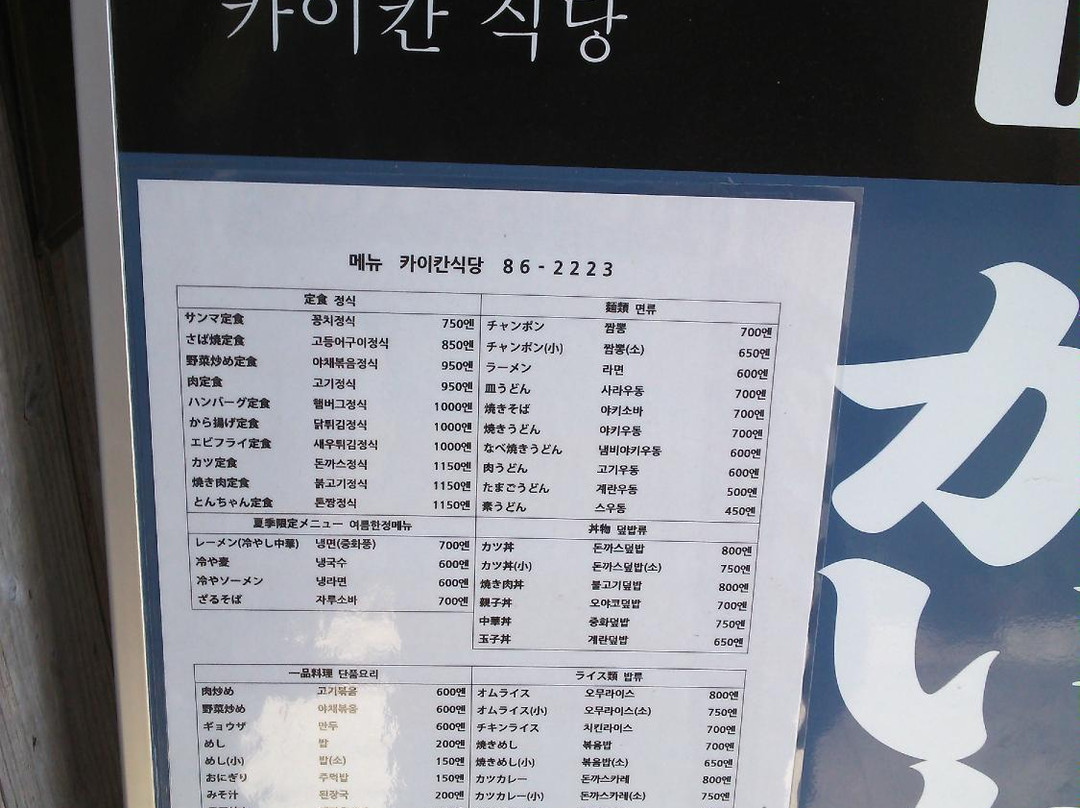 카이칸 식당
메뉴 카이칸식당 86-2223
定食 정식
サンマ定食 꽁치정식 750엔
さば焼定食 고등어구이정식 850엔
野菜炒め定食 야채볶음정식 950엔
肉定食 고기정식 950엔
ハンバーグ定食 햄버그정식 1000엔
から揚げ定食 닭튀김정식 1000엔
エビフライ定食 새우튀김정식 1000엔
カツ定食 돈까스정식 1150엔
焼き肉定食 불고기정식 1150엔
とんちゃん定食 톤짱정식 1150엔
夏季限定メニュー 여름한정메뉴
レーメン(冷やし中華) 냉면(중화풍) 700엔
冷や麦 냉국수 600엔
冷やソーメン 냉라면 600엔
ざるそば 자루소바 700엔
麺類 면류
チャンポン 짬뽕 700엔
チャンポン(小) 짬뽕(소) 650엔
ラーメン 라면 600엔
皿うどん 사라우동 700엔
焼きそば 야키소바 700엔
焼きうどん 야키우동 700엔
なべ焼きうどん 냄비야키우동 600엔
肉うどん 고기우동 600엔
たまごうどん 계란우동 500엔
素うどん 스우동 450엔
丼物 덮밥류
カツ丼 돈까스덮밥 800엔
カツ丼(小) 돈까스덮밥(소) 750엔
焼き肉丼 불고기덮밥 800엔
親子丼 오야코덮밥 700엔
中華丼 중화덮밥 750엔
玉子丼 계란덮밥 650엔
一品料理 단품요리
肉炒め 고기볶음 600엔
野菜炒め 야채볶음 600엔
ギョウザ 만두 600엔
めし 밥 200엔
めし(小) 밥(소) 150엔
おにぎり 주먹밥 150엔
みそ汁 된장국 200엔
ライス類 밥류
オムライス 오무라이스 800엔
オムライス(小) 오무라이스(소) 750엔
チキンライス 치킨라이스 700엔
焼きめし 볶음밥 700엔
焼きめし(小) 볶음밥(소) 650엔
カツカレー 돈까스카레 800엔
カツカレー(小) 돈까스카레(소) 750엔
かい